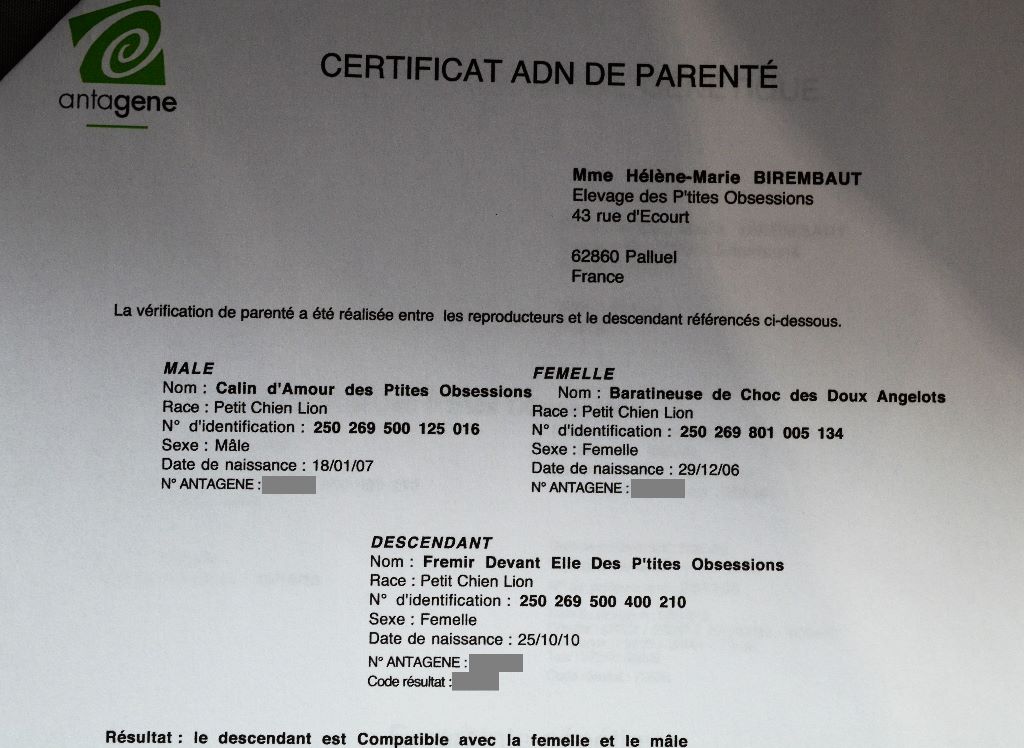 antagene
CERTIFICAT ADN DE PARENTÉ
Mme Hélène-Marie BIREMBAUT
Elevage des P'tites Obsessions
43 rue d'Ecourt
62860 Palluel
France
La vérification de parenté a été réalisée entre les reproducteurs et le descendant référencés ci-dessous.
MALE
Nom : Calin d'Amour des Ptites Obsessions
Race : Petit Chien Lion
N° d'identification : 250 269 500 125 016
Sexe : Mâle
Date de naissance : 18/01/07
N° ANTAGENE :
FEMELLE
Nom : Baratineuse de Choc des Doux Angelots
Race : Petit Chien Lion
N° d'identification : 250 269 801 005 134
Sexe : Femelle
Date de naissance : 29/12/06
N° ANTAGENE :
DESCENDANT
Nom : Fremir Devant Elle Des P'tites Obsessions
Race : Petit Chien Lion
N° d'identification : 250 269 500 400 210
Sexe : Femelle
Date de naissance : 25/10/10
N° ANTAGENE :
Code résultat :
Résultat : le descendant est Compatible avec la femelle et le mâle